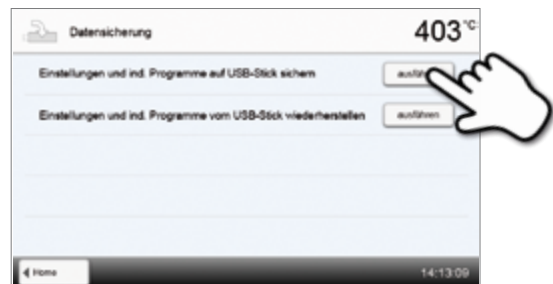 Datensicherung 403 °C
Einstellungen und ind. Programme auf USB-Stick sichern
Einstellungen und ind. Programme vom USB-Stick wiederherstellen ausführen
Home 14:13:09